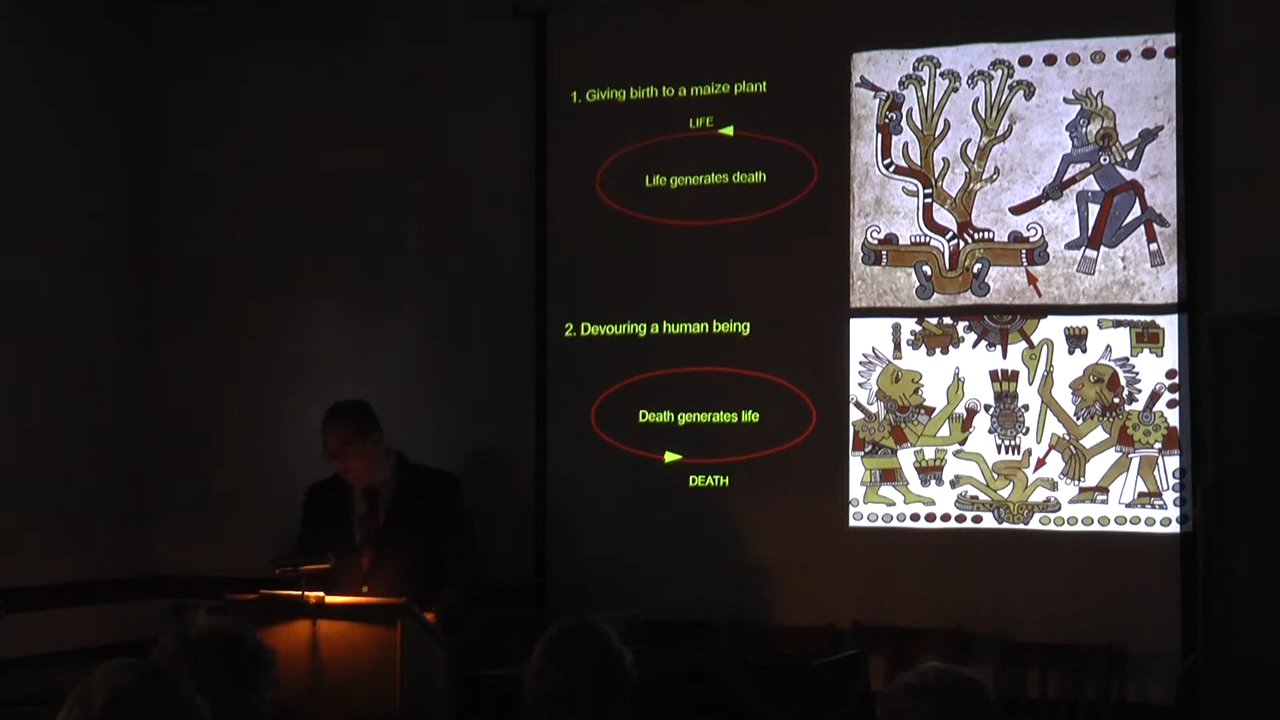 1. Giving birth to a maize plant
LIFE
Life generates death
2. Devouring a human being
Death generates life
DEATH